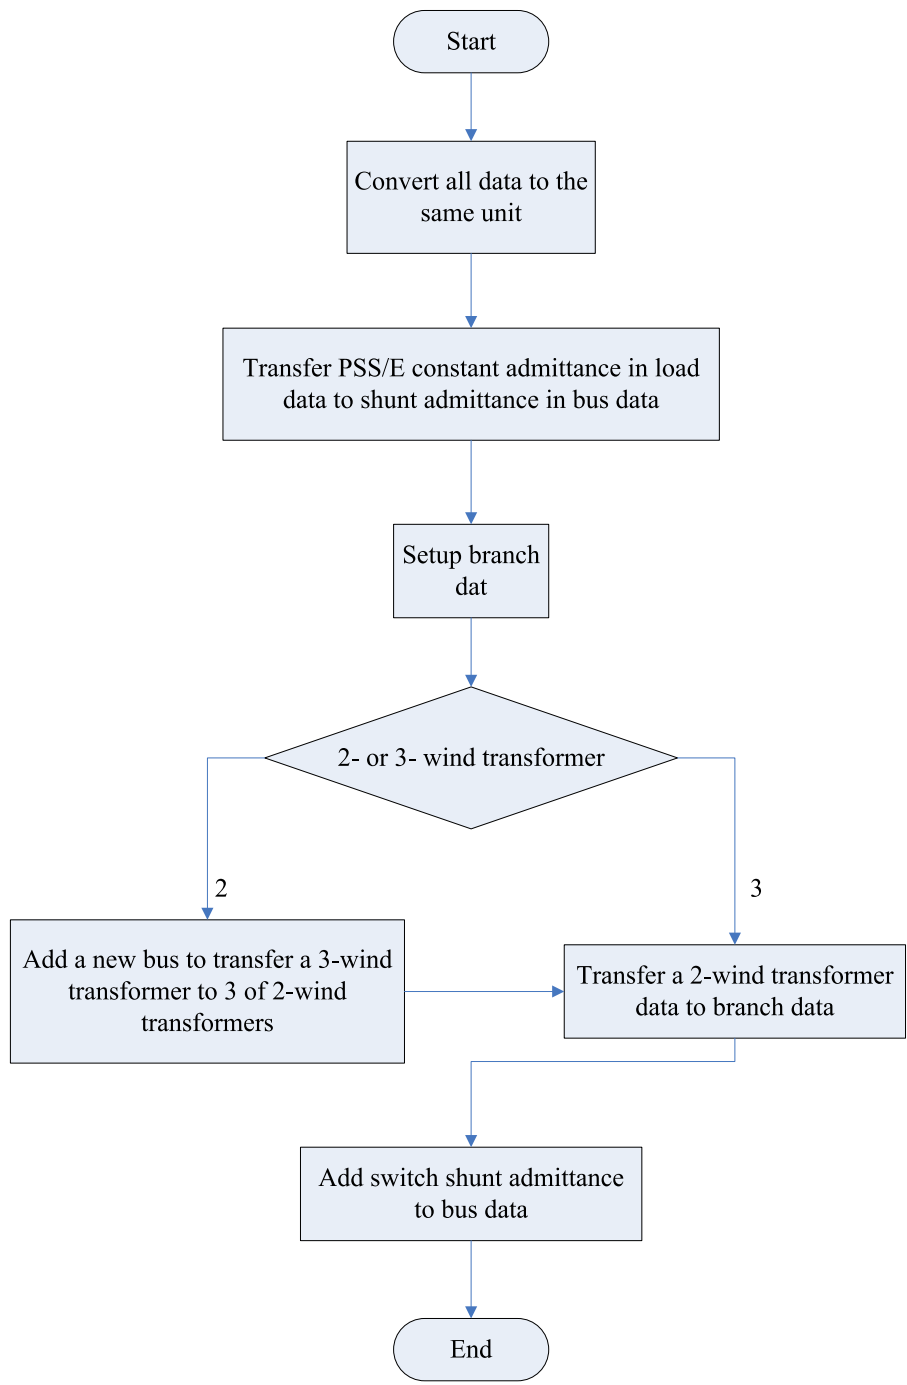 Start
Convert all data to the
same unit
Transfer PSS/E constant admittance in load
data to shunt admittance in bus data
Setup branch
dat
2- or 3- wind transformer
2
3
Add a new bus to transfer a 3-wind
transformer to 3 of 2-wind
transformers
Transfer a 2-wind transformer
data to branch data
Add switch shunt admittance
to bus data
End